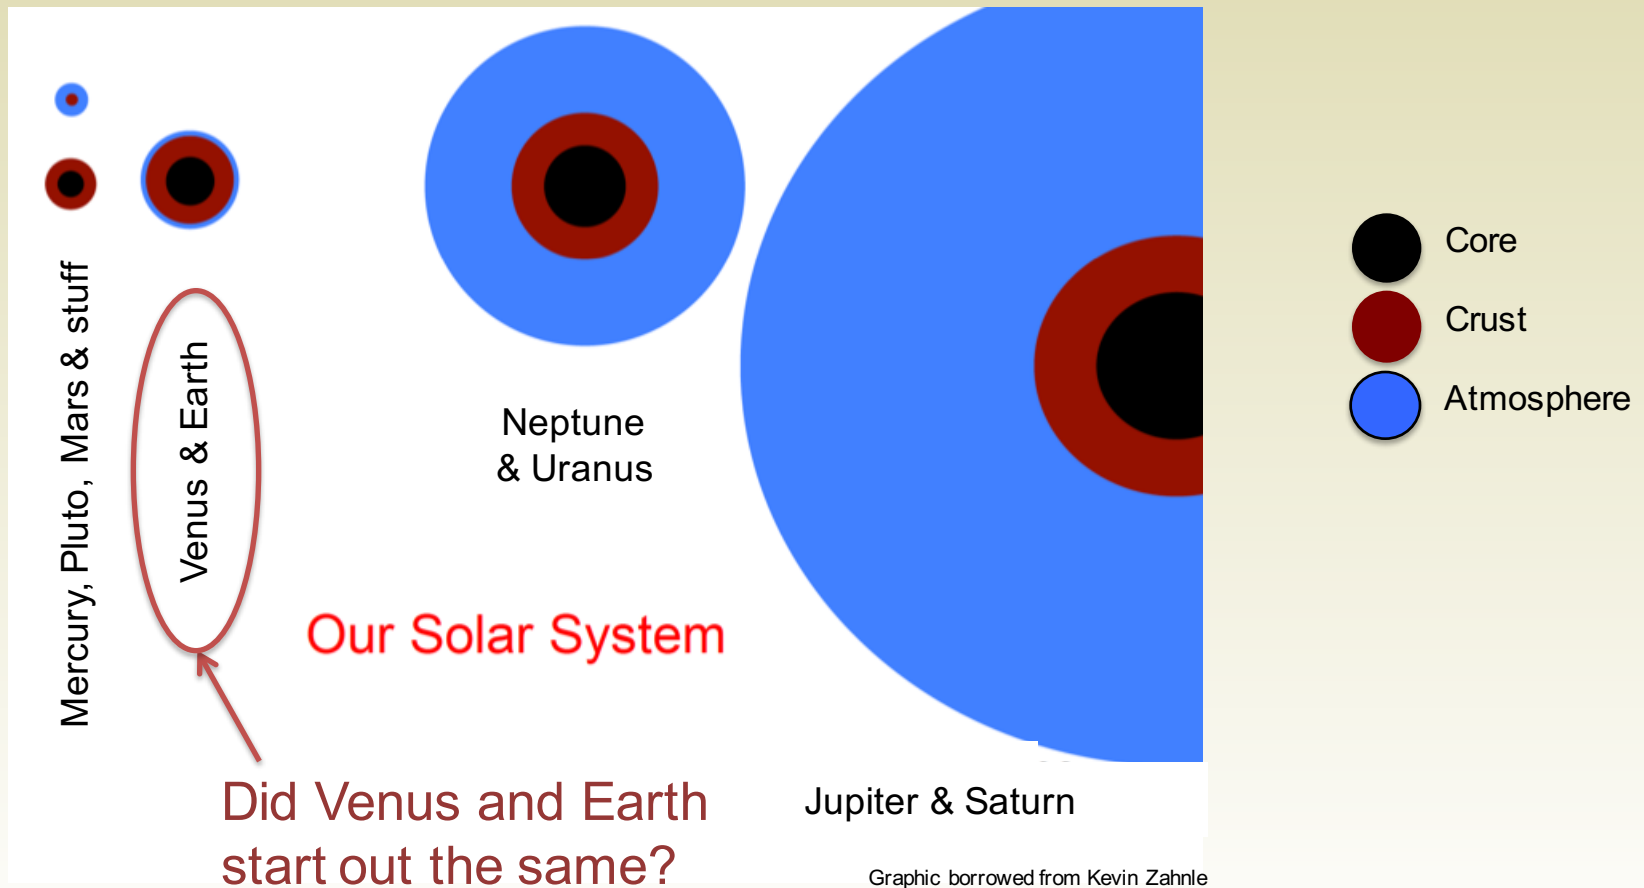 Mercury, Pluto, Mars & stuff
Venus & Earth
Neptune
& Uranus
Our Solar System
Did Venus and Earth
start out the same?
Jupiter & Saturn
Graphic borrowed from Kevin Zahnle
Core
Crust
Atmosphere